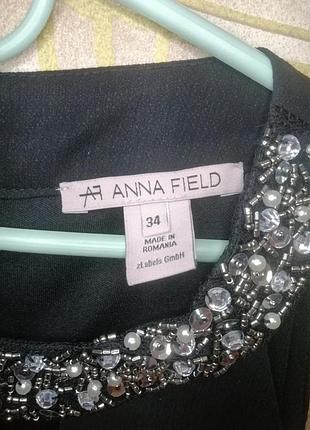 AF ANNA FIELD
34
MADE IN
ROMANIA
zLabels GmbH